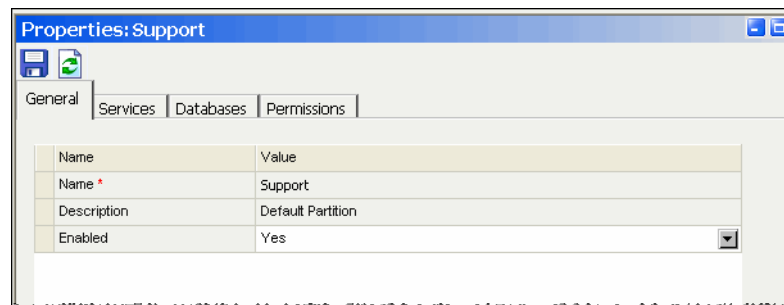 Properties: Support
General Services Databases Permissions
Name Value
Name * Support
Description Default Partition
Enabled Yes